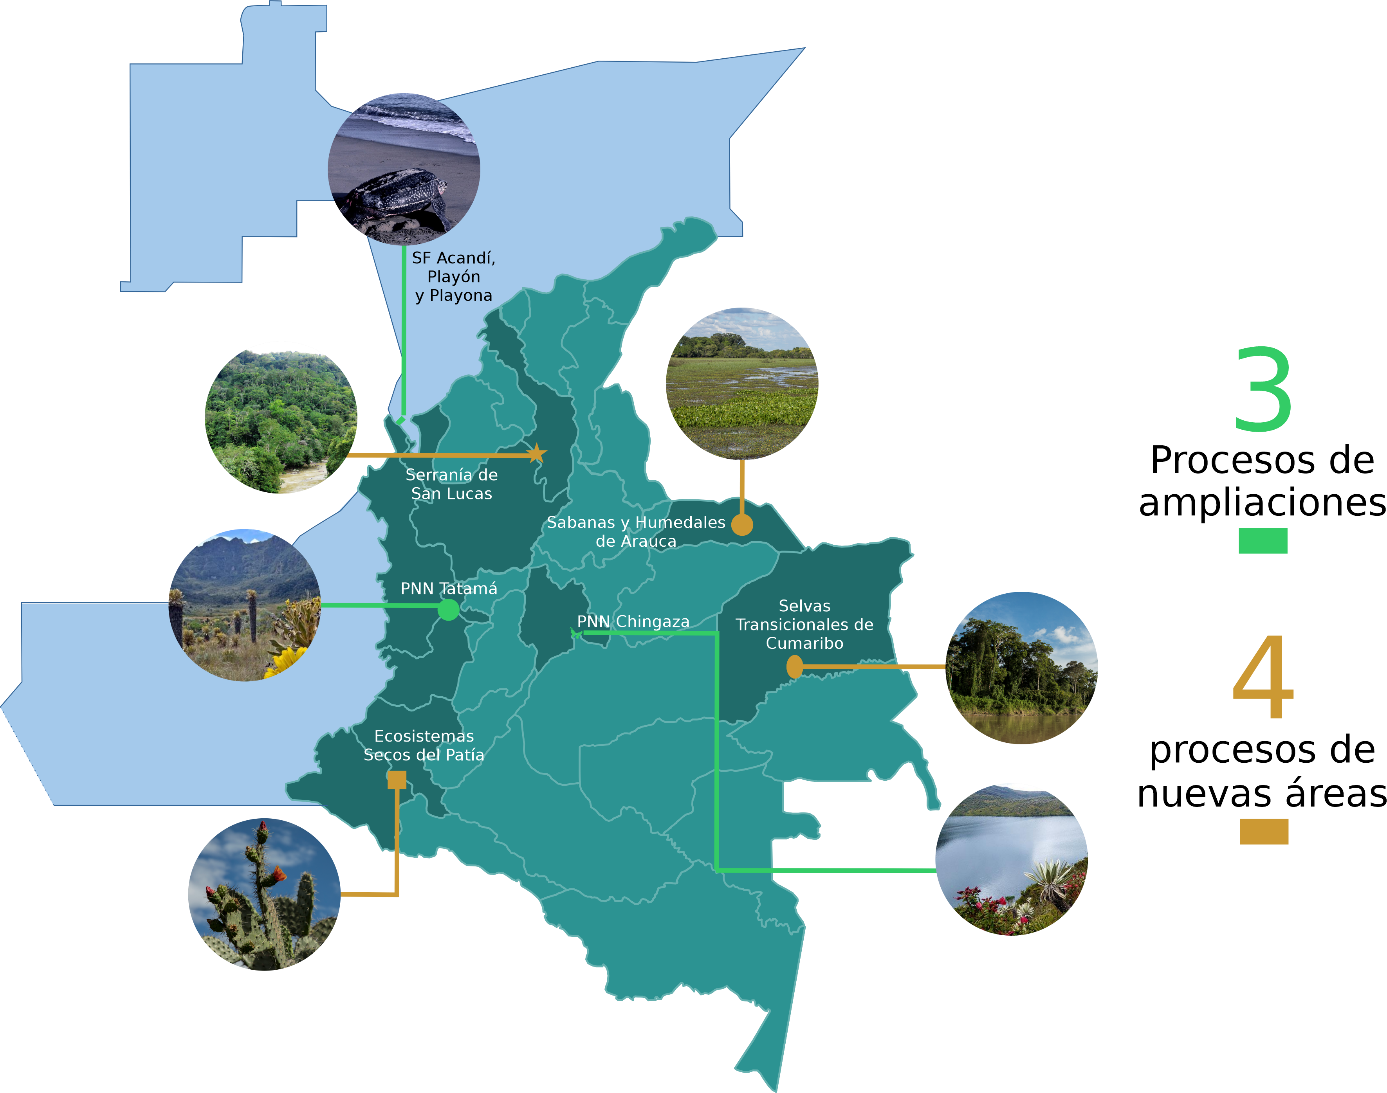 SF Acandí,
Playón
y Playona
Serranía de
San Lucas
Sabanas y Humedales
de Arauca
PNN Tatamá
PNN Chingaza
Selvas
Transicionales de
Cumaribo
Ecosistemas
Secos del Patía
3
Procesos de
ampliaciones
4
procesos de
nuevas áreas